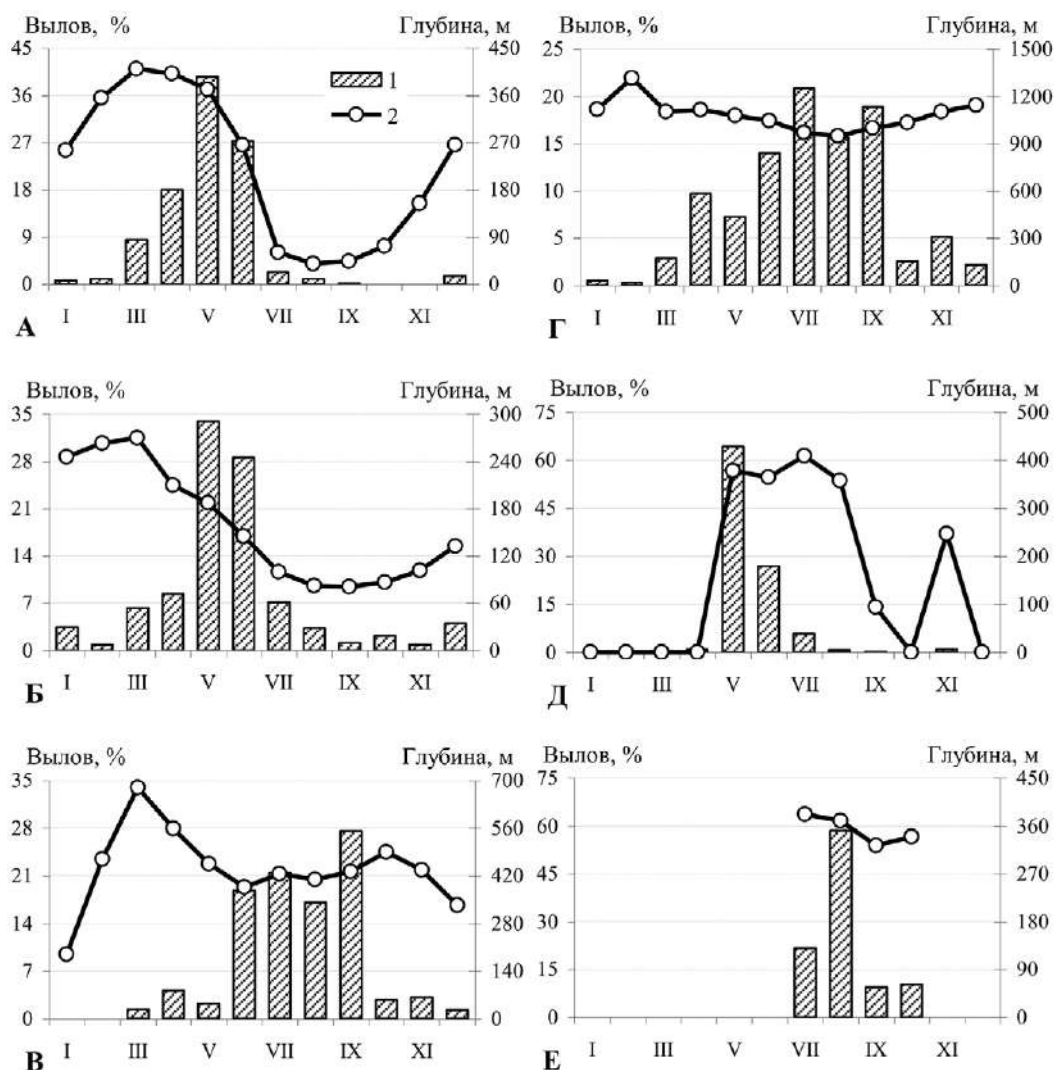 Вылов, % Глубина, м
45 450
36 360
27 270
18 180
9 90
0 0
1
2
I III V VII IX XI
А
Вылов, % Глубина, м
25 1500
20 1200
15 900
10 600
5 300
0 0
I III V VII IX XI
Г
Вылов, % Глубина, м
35 300
28 240
21 180
14 120
7 60
0 0
I III V VII IX XI
Б
Вылов, % Глубина, м
75 500
60 400
45 300
30 200
15 100
0 0
I III V VII IX XI
Д
Вылов, % Глубина, м
35 700
28 560
21 420
14 280
7 140
0 0
I III V VII IX XI
В
Вылов, % Глубина, м
75 450
60 360
45 270
30 180
15 90
0 0
I III V VII IX XI
Е